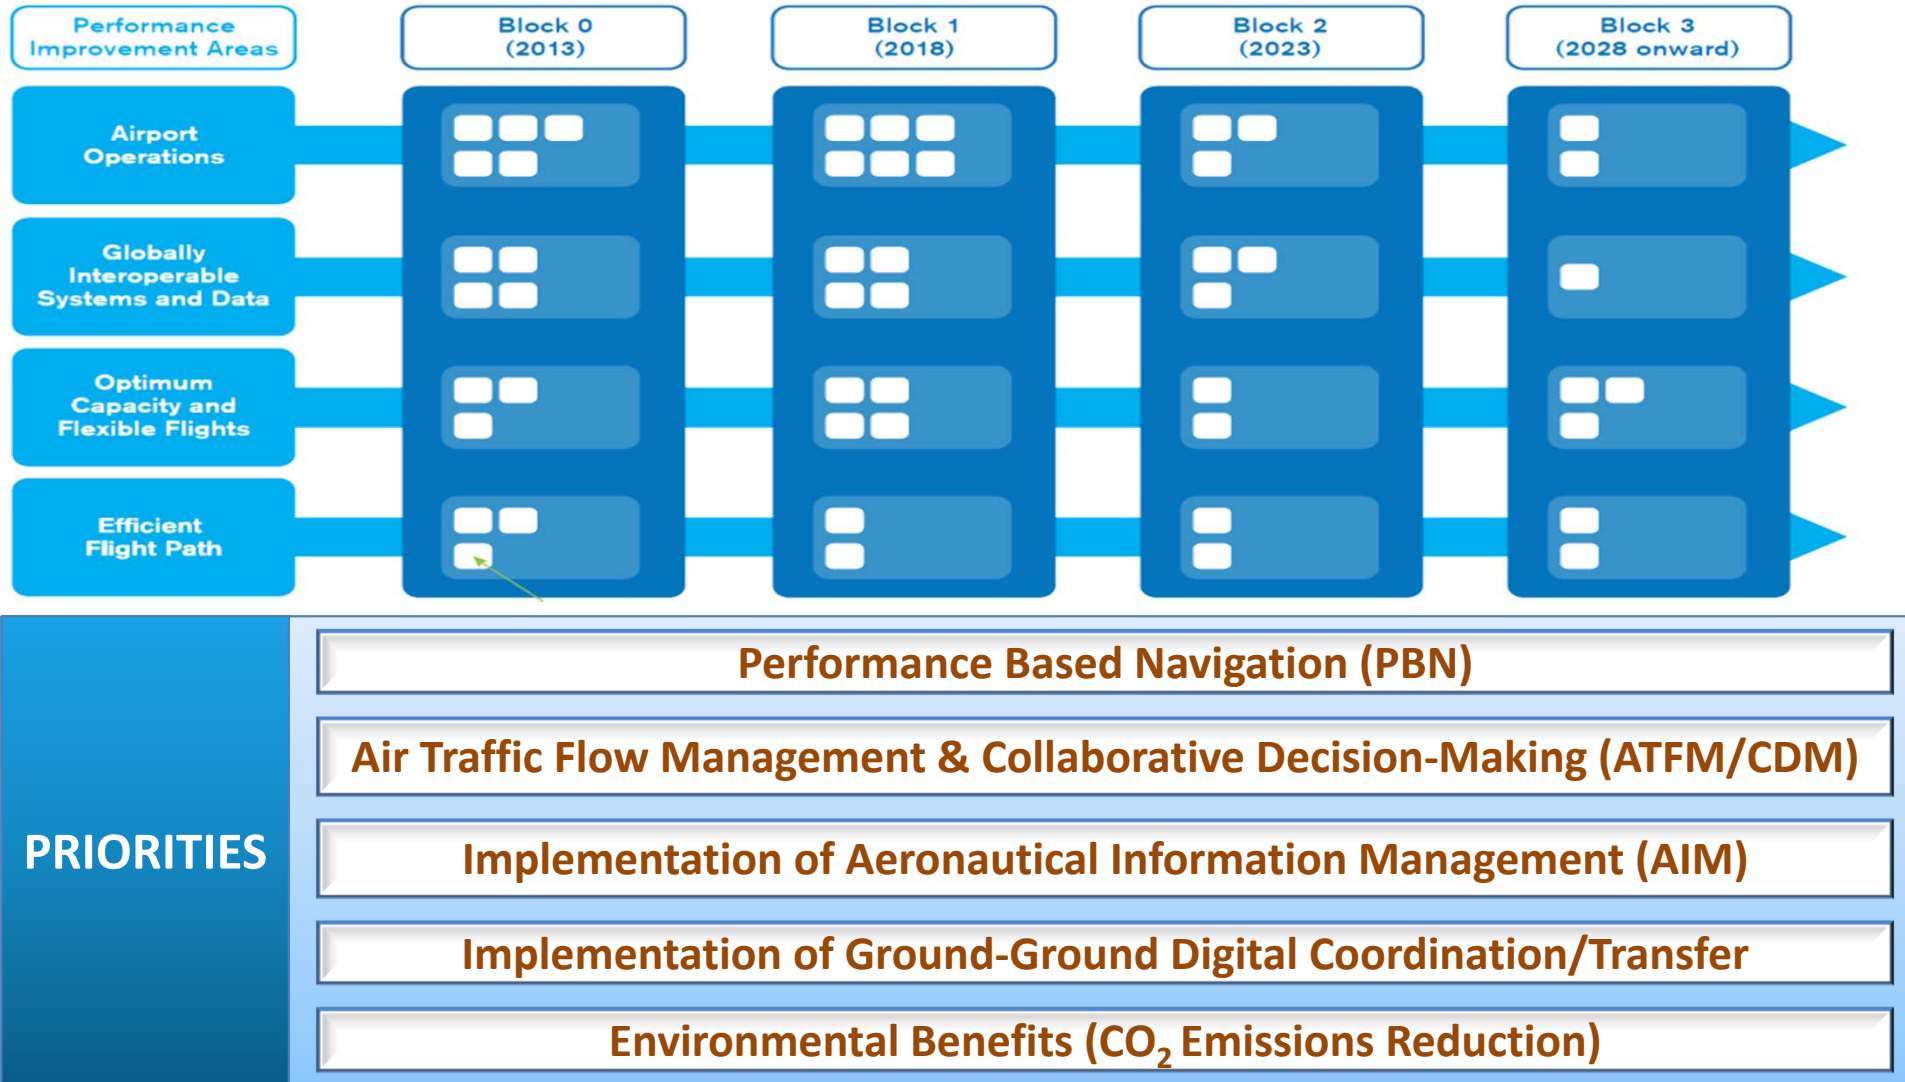 Performance
Improvement Areas
Block 0
(2013)
Block 1
(2018)
Block 2
(2023)
Block 3
(2028 onward)
Airport
Operations
Globally
Interoperable
Systems and Data
Optimum
Capacity and
Flexible Flights
Efficient
Flight Path
PRIORITIES
Performance Based Navigation (PBN)
Air Traffic Flow Management & Collaborative Decision-Making (ATFM/CDM)
Implementation of Aeronautical Information Management (AIM)
Implementation of Ground-Ground Digital Coordination/Transfer
Environmental Benefits (CO₂ Emissions Reduction)